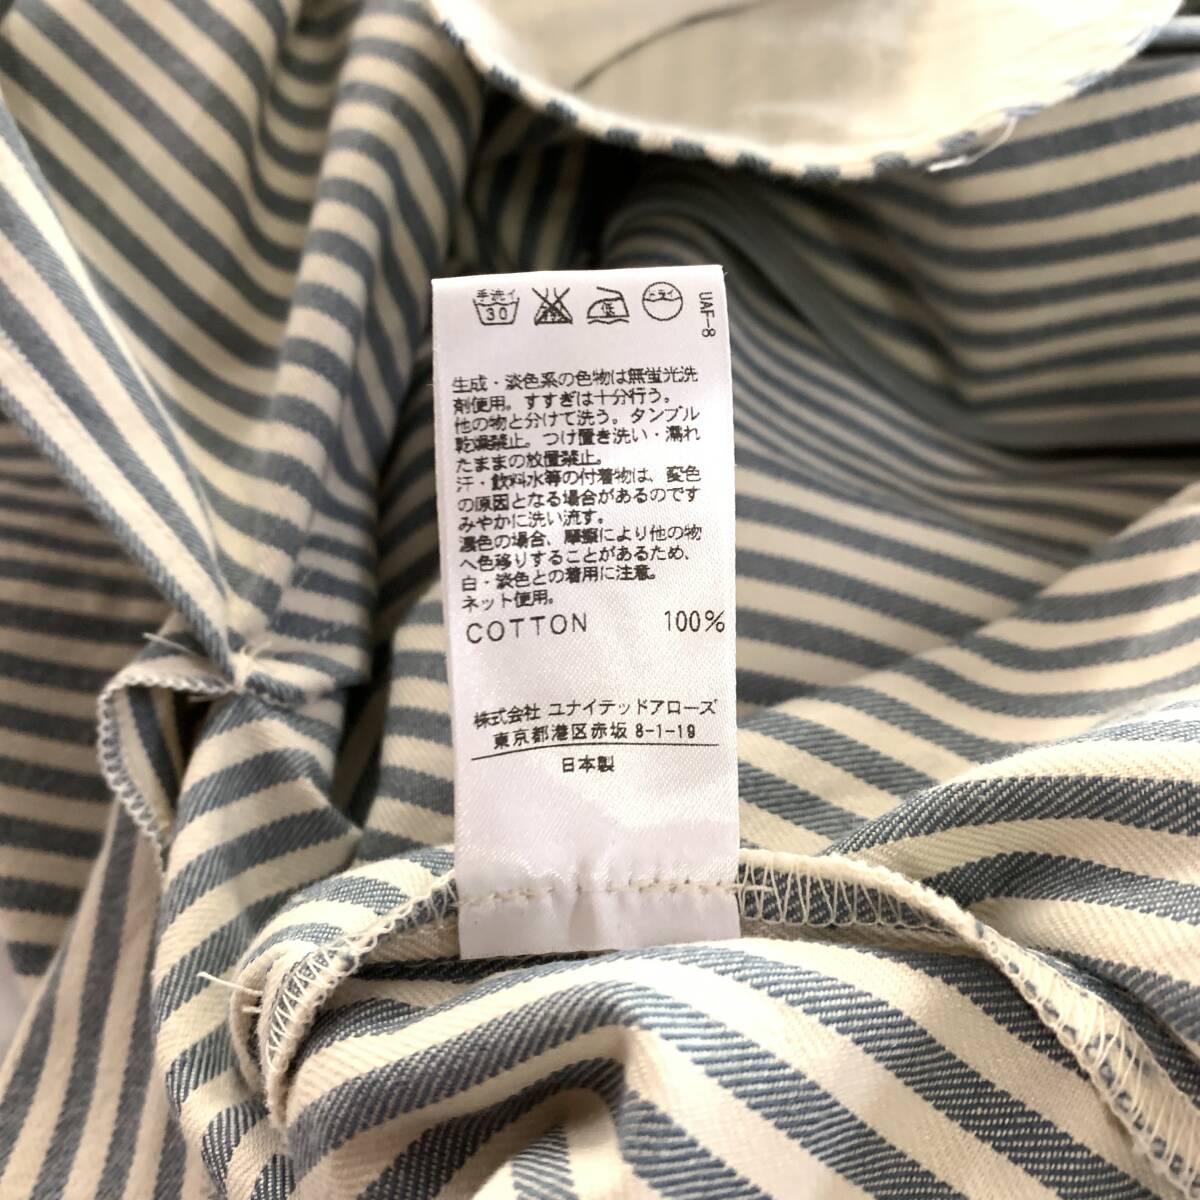 手洗イ 30
低
ドライ
UAF-8
生成・淡色系の色物は無蛍光洗
剤使用。すすぎは十分行う。
他の物と分けて洗う。タンブル
乾燥禁止。つけ置き洗い・濡れ
たままの放置禁止。
汗・飲料水等の付着物は、変色
の原因となる場合があるのです
みやかに洗い流す。
濃色の場合、摩擦により他の物
へ色移りすることがあるため、
白・淡色との着用に注意。
ネット使用。
COTTON 100%
株式会社 ユナイテッドアローズ
東京都港区赤坂 8-1-19
日本製